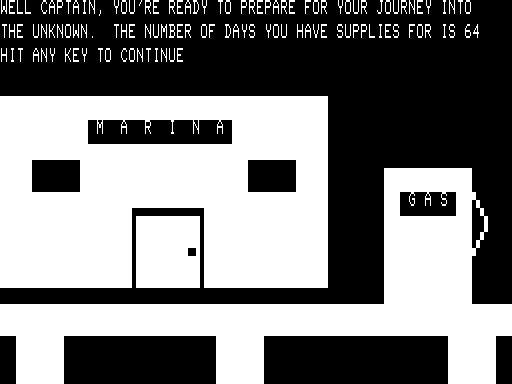 WELL CAPTAIN, YOU'RE READY TO PREPARE FOR YOUR JOURNEY INTO
THE UNKNOWN.  THE NUMBER OF DAYS YOU HAVE SUPPLIES FOR IS 64
HIT ANY KEY TO CONTINUE
M A R I N A
G A S